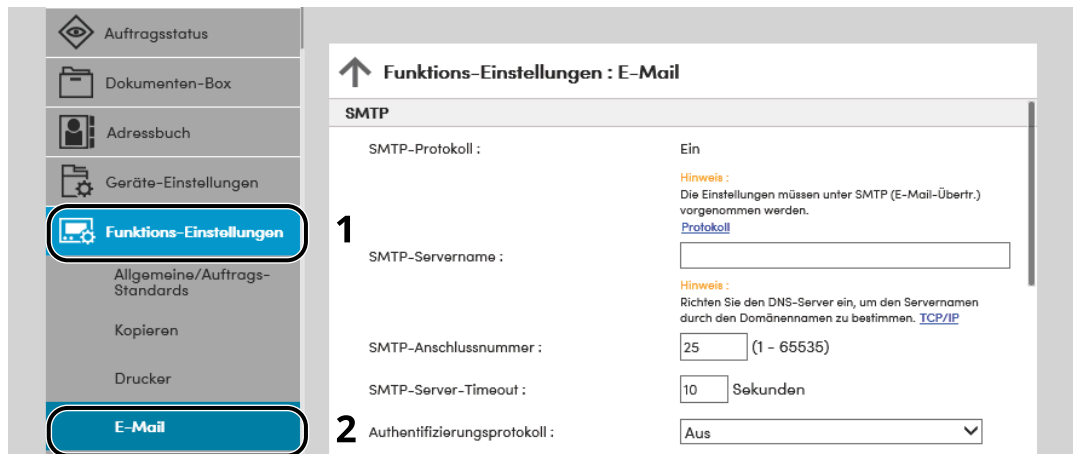 Auftragsstatus
Dokumenten-Box
Adressbuch
Geräte-Einstellungen
Funktions-Einstellungen
1
Allgemeine/Auftrags-
Standards
Kopieren
Drucker
E-Mail
2
Funktions-Einstellungen : E-Mail
SMTP
SMTP-Protokoll :
Ein
Hinweis :
Die Einstellungen müssen unter SMTP (E-Mail-Übertr.)
vorgenommen werden.
Protokoll
SMTP-Servername :
Hinweis :
Richten Sie den DNS-Server ein, um den Servernamen
durch den Domänennamen zu bestimmen. TCP/IP
SMTP-Anschlussnummer :
25 (1 - 65535)
SMTP-Server-Timeout :
10 Sekunden
Authentifizierungsprotokoll :
Aus